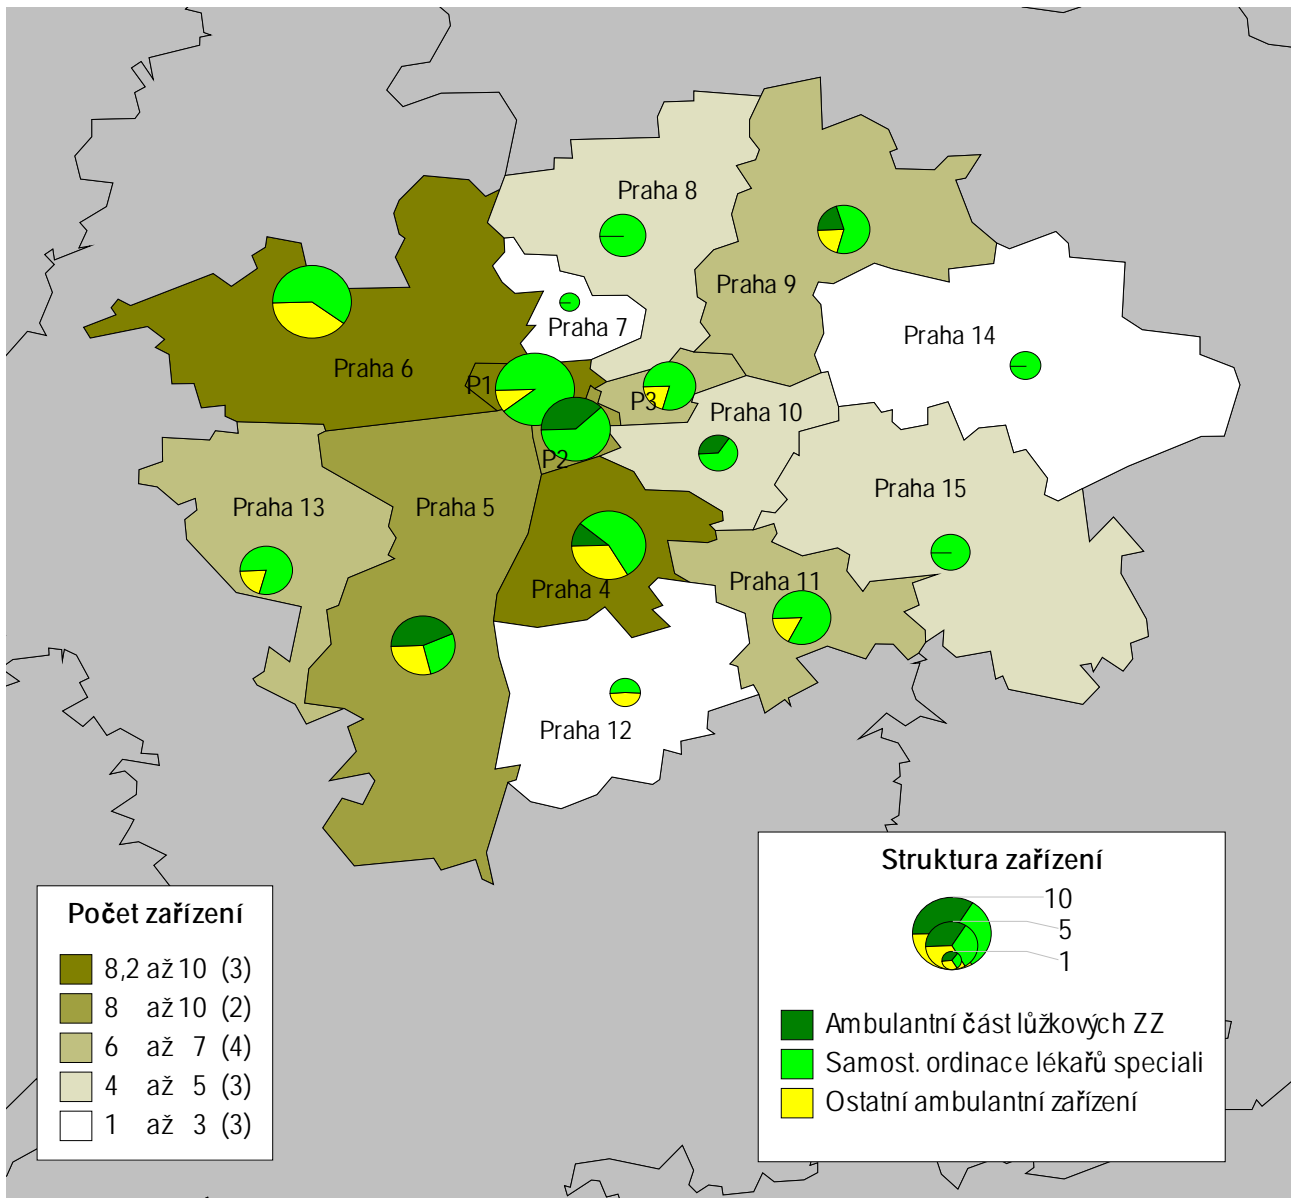 Praha 8
Praha 9
Praha 7
Praha 14
Praha 6
P1
P3
Praha 10
P2
Praha 15
Praha 13
Praha 5
Praha 11
Praha 4
Praha 12
Struktura zařízení
10
5
1
Ambulantní část lůžkových ZZ
Samost. ordinace lékařů speciali
Ostatní ambulantní zařízení
Počet zařízení
8,2 až 10 (3)
8 až 10 (2)
6 až 7 (4)
4 až 5 (3)
1 až 3 (3)